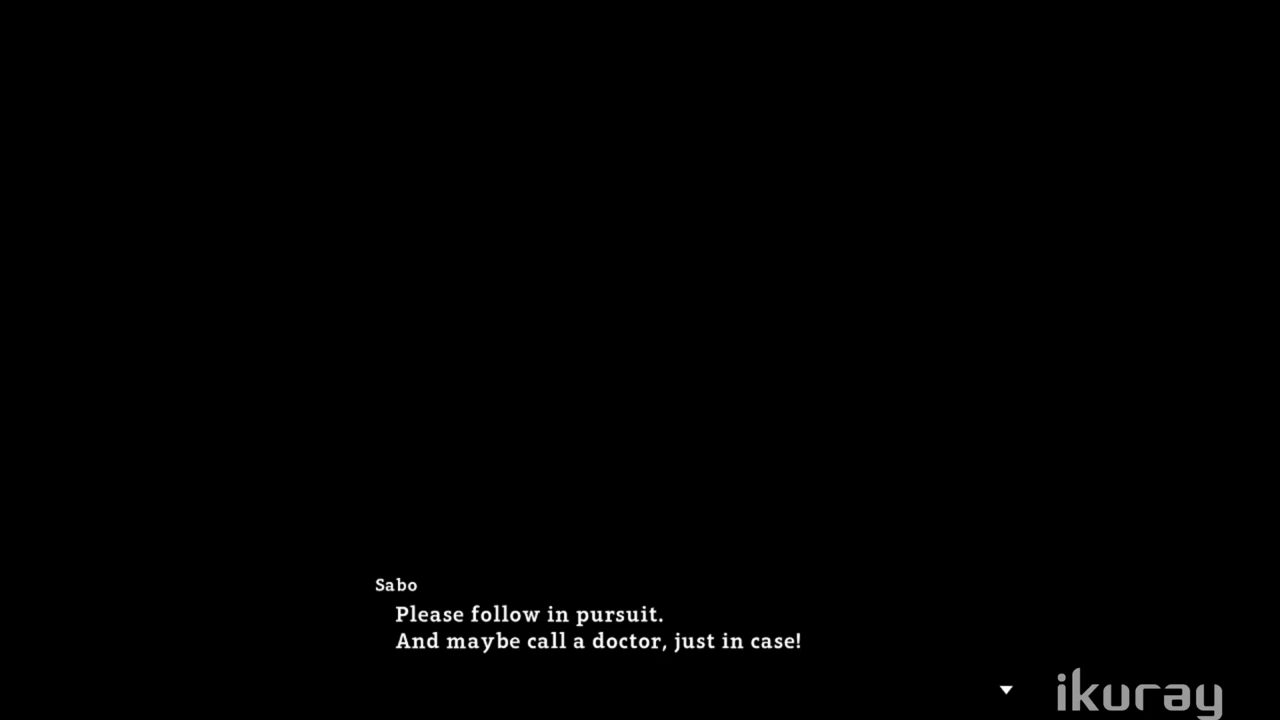 Sabo
Please follow in pursuit.
And maybe call a doctor, just in case!
ikuray